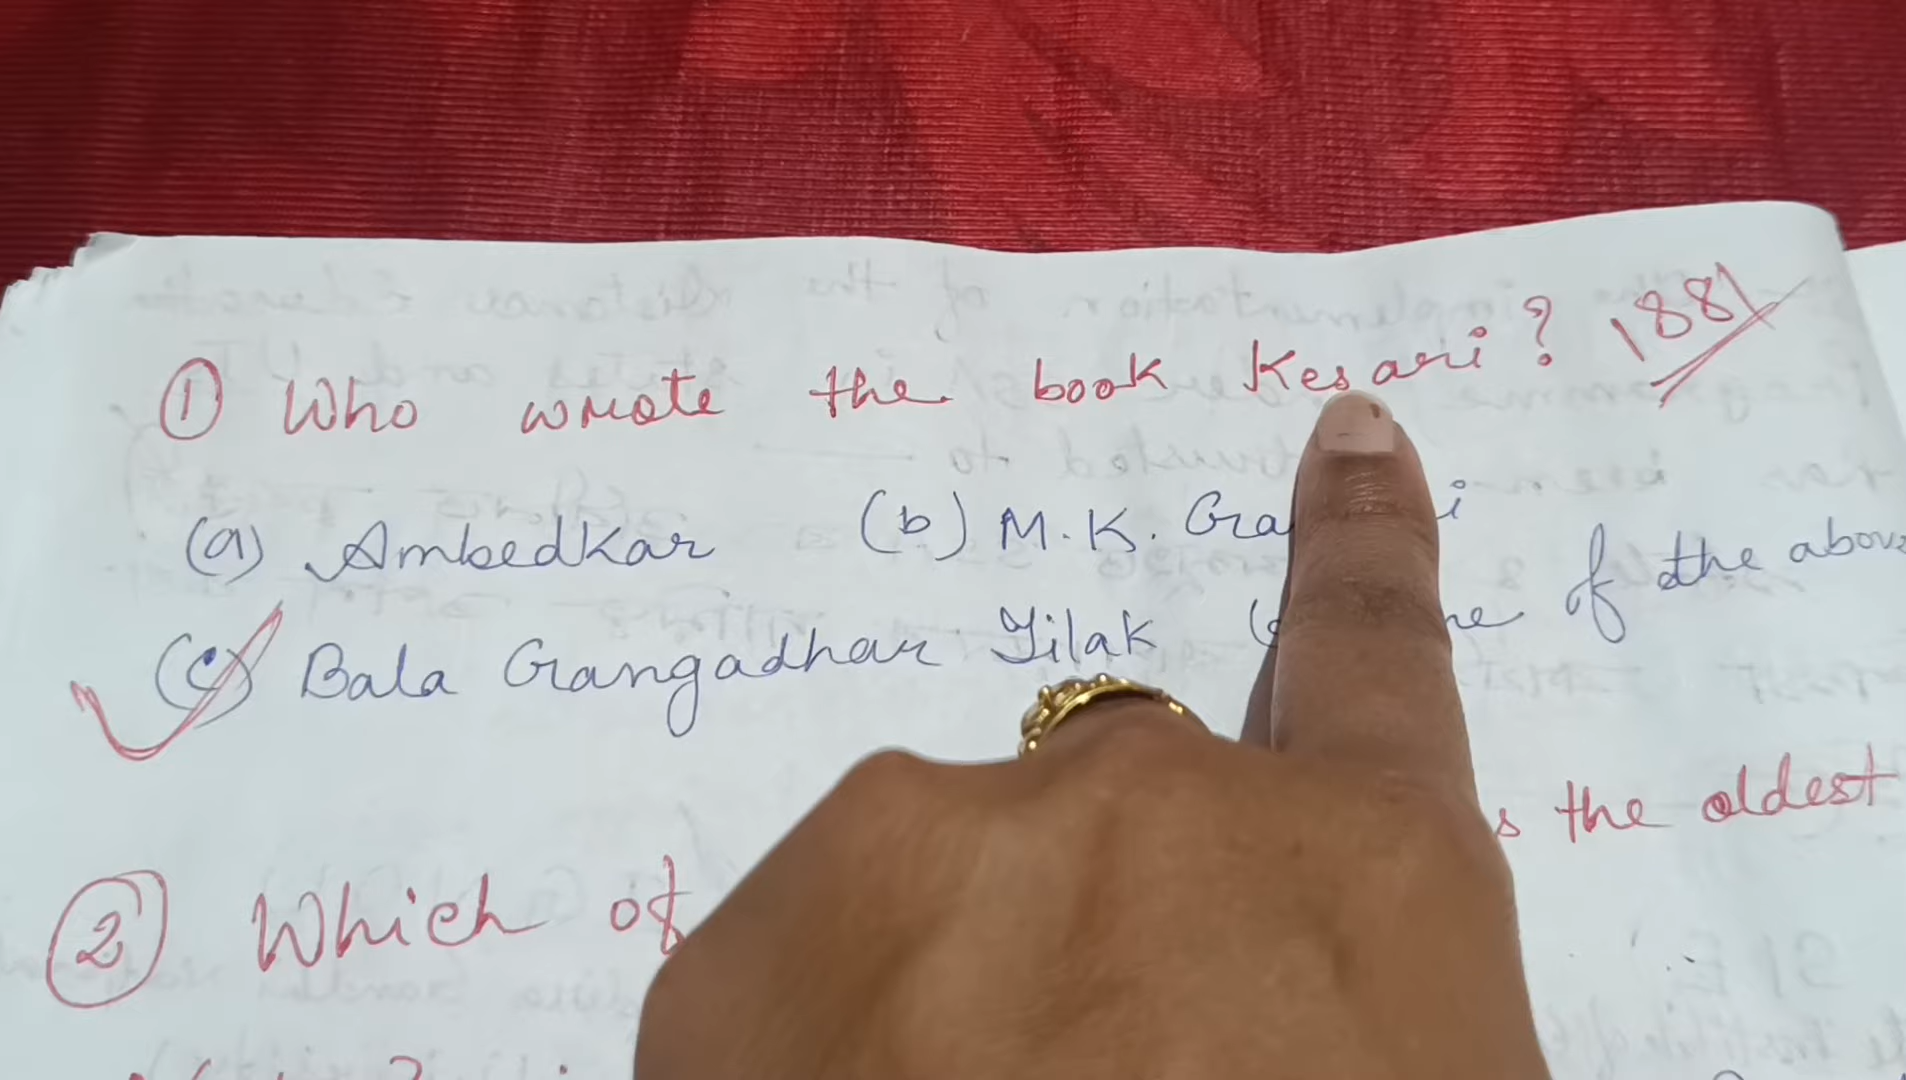 ① Who wrote the book Kesari? 1881
(a) Ambedkar (b) M.K.
(c) Bala Gangadhar Tilak of the above
② Which of the oldest